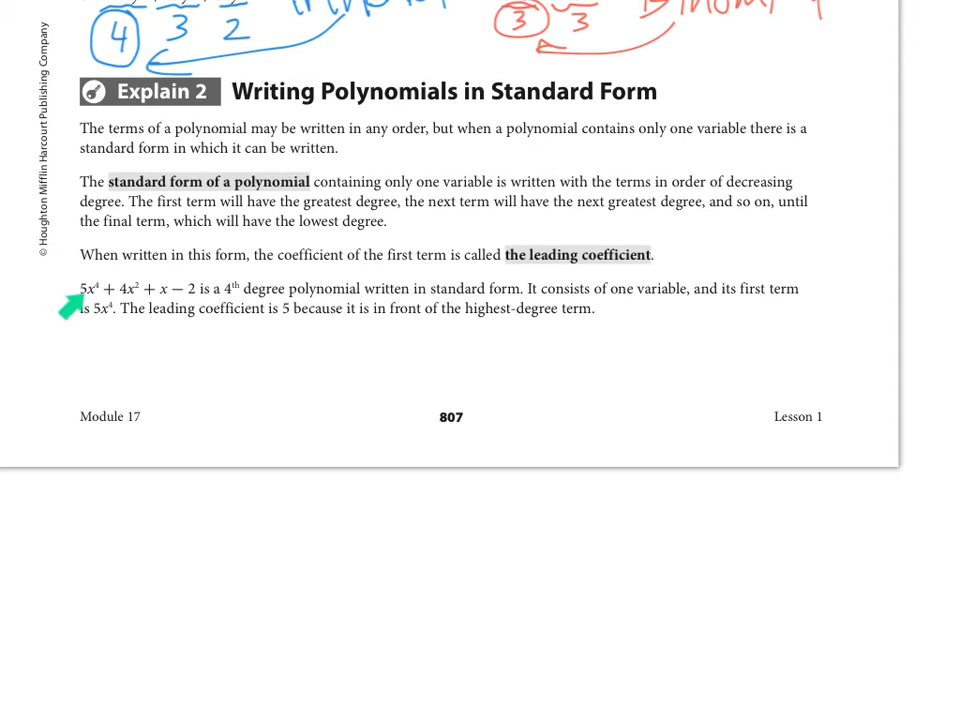 4 3 2
3 3
© Houghton Mifflin Harcourt Publishing Company
Explain 2 Writing Polynomials in Standard Form
The terms of a polynomial may be written in any order, but when a polynomial contains only one variable there is a
standard form in which it can be written.
The standard form of a polynomial containing only one variable is written with the terms in order of decreasing
degree. The first term will have the greatest degree, the next term will have the next greatest degree, and so on, until
the final term, which will have the lowest degree.
When written in this form, the coefficient of the first term is called the leading coefficient.
5x⁴ + 4x² + x − 2 is a 4ᵗʰ degree polynomial written in standard form. It consists of one variable, and its first term
is 5x⁴. The leading coefficient is 5 because it is in front of the highest-degree term.
Module 17 807 Lesson 1